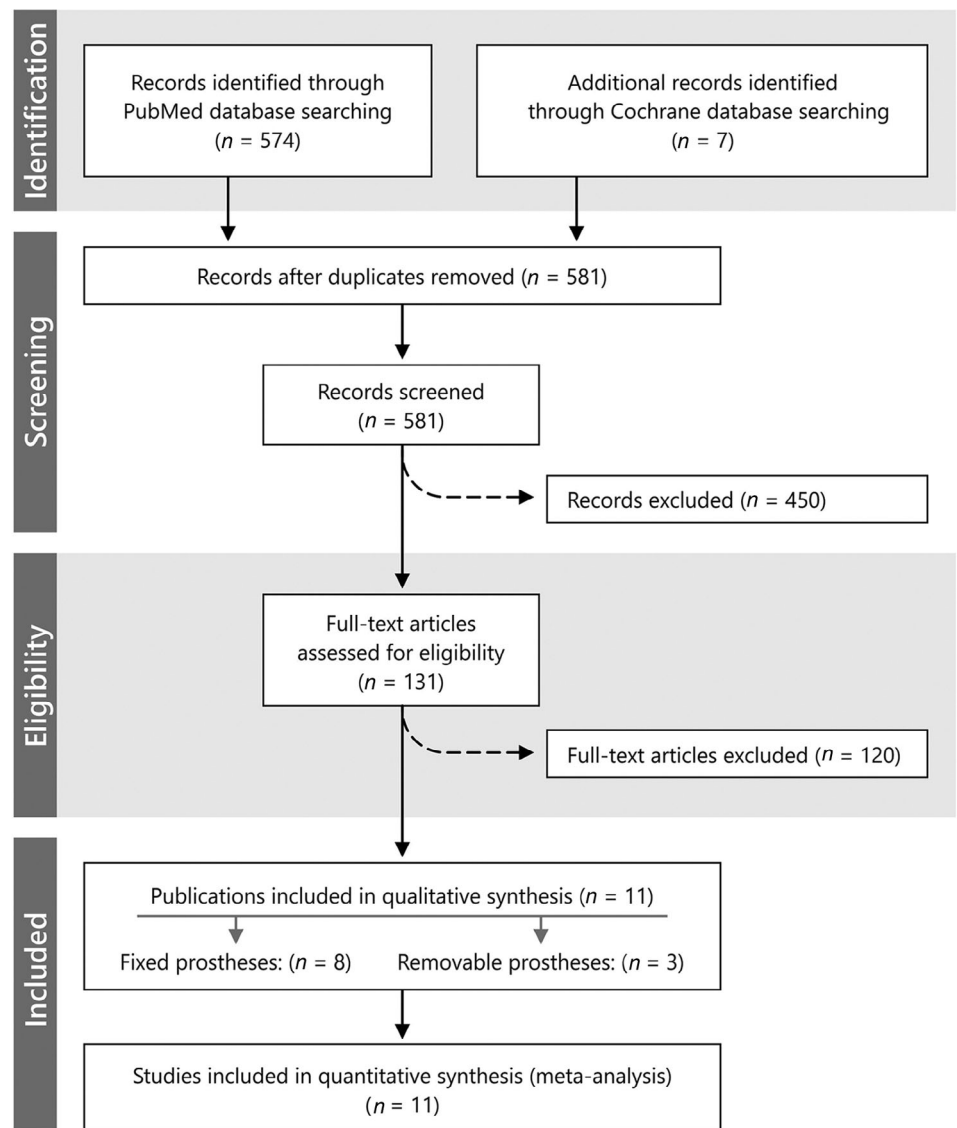 Identification
Records identified through
PubMed database searching
(n = 574)
Additional records identified
through Cochrane database searching
(n = 7)
Screening
Records after duplicates removed (n = 581)
Records screened
(n = 581)
Records excluded (n = 450)
Eligibility
Full-text articles
assessed for eligibility
(n = 131)
Full-text articles excluded (n = 120)
Included
Publications included in qualitative synthesis (n = 11)
Fixed prostheses: (n = 8)
Removable prostheses: (n = 3)
Studies included in quantitative synthesis (meta-analysis)
(n = 11)